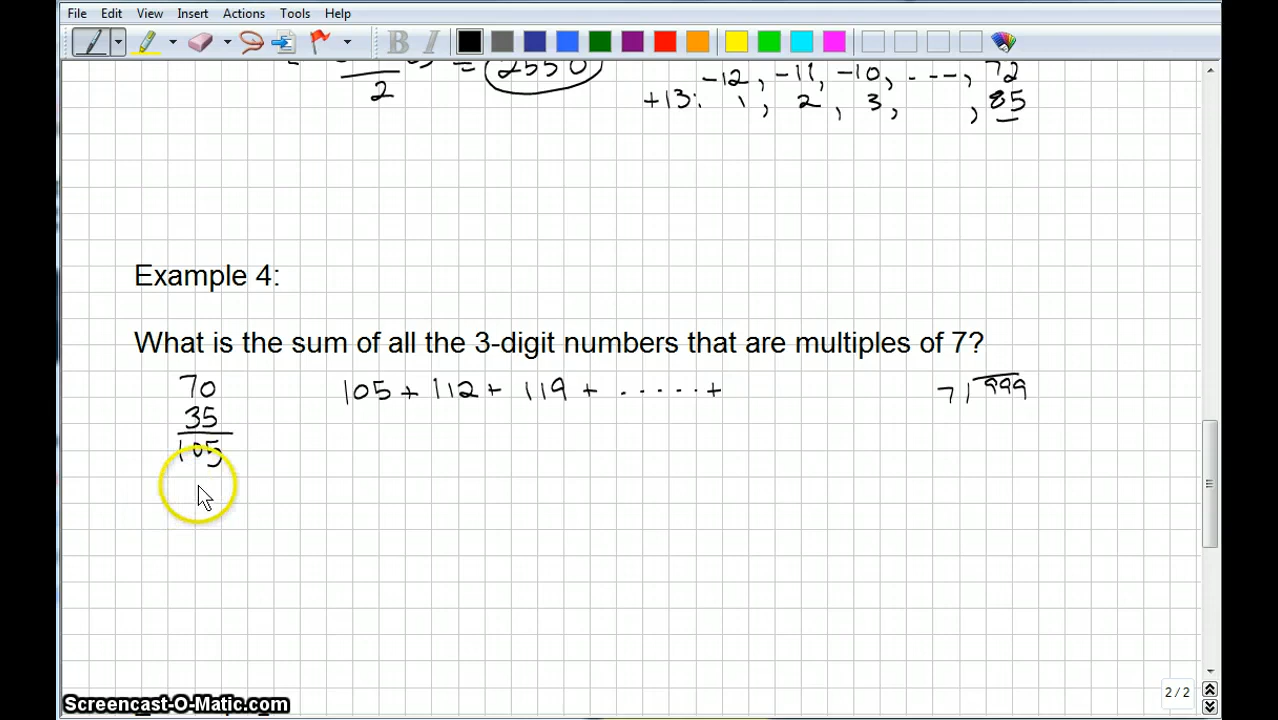 File Edit View Insert Actions Tools Help
B I
= 2 = 2550
-12, -11, -10, ----, 72
+13: 1, 2, 3, , 85
Example 4:
What is the sum of all the 3-digit numbers that are multiples of 7?
70
35
105
105 + 112 + 119 + ...... +
7 999
2 / 2
Screencast-O-Matic.com